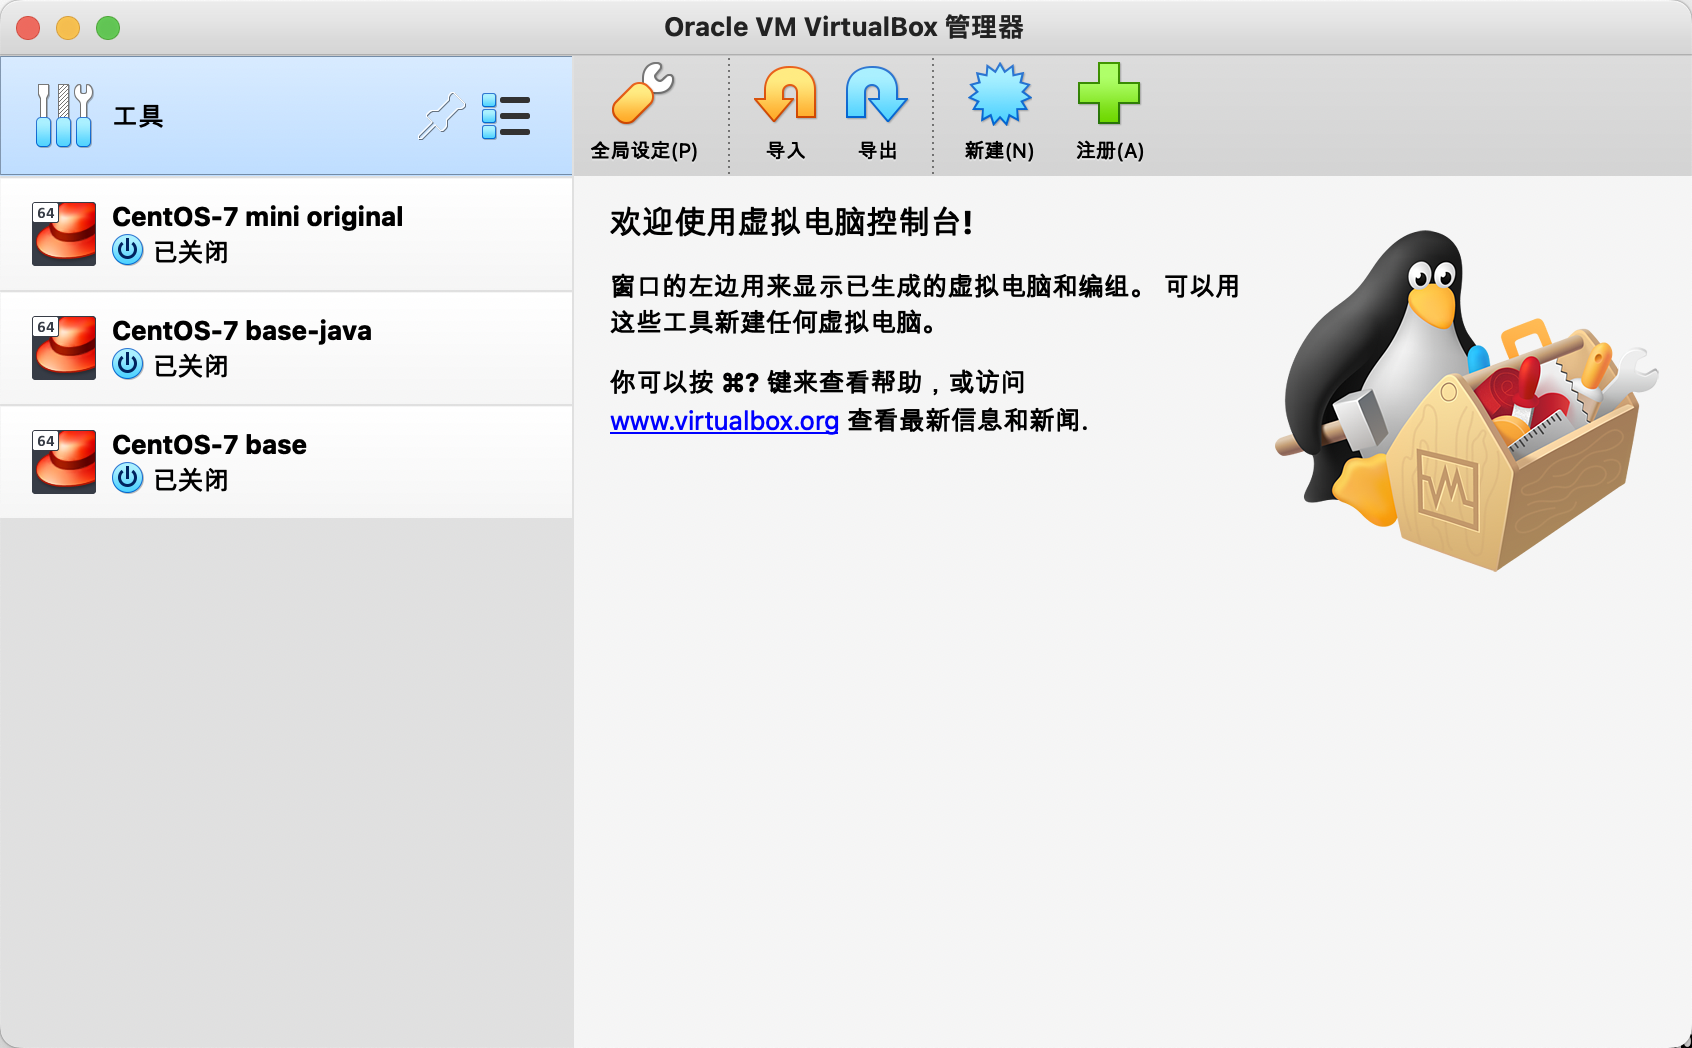 Oracle VM VirtualBox 管理器
工具
全局设定(P)
导入
导出
新建(N)
注册(A)
64
CentOS-7 mini original
已关闭
64
CentOS-7 base-java
已关闭
64
CentOS-7 base
已关闭
欢迎使用虚拟电脑控制台!
窗口的左边用来显示已生成的虚拟电脑和编组。 可以用
这些工具新建任何虚拟电脑。
你可以按 ⌘? 键来查看帮助，或访问
www.virtualbox.org 查看最新信息和新闻.